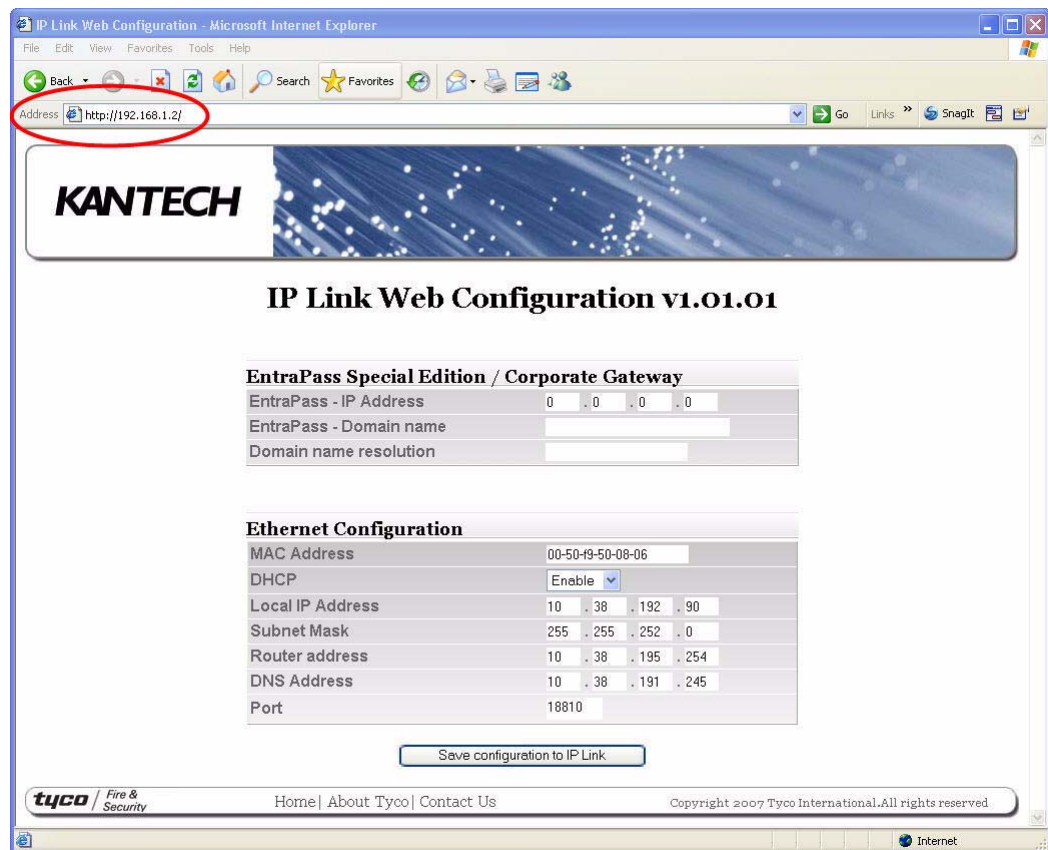 IP Link Web Configuration - Microsoft Internet Explorer
File Edit View Favorites Tools Help
Back Search Favorites
Address http://192.168.1.2/ Go Links » SnagIt
KANTECH
IP Link Web Configuration v1.01.01
EntraPass Special Edition / Corporate Gateway
EntraPass - IP Address 0 . 0 . 0 . 0
EntraPass - Domain name
Domain name resolution
Ethernet Configuration
MAC Address 00-50-f9-50-08-06
DHCP Enable
Local IP Address 10 . 38 . 192 . 90
Subnet Mask 255 . 255 . 252 . 0
Router address 10 . 38 . 195 . 254
DNS Address 10 . 38 . 191 . 245
Port 18810
Save configuration to IP Link
tyco / Fire & Security Home| About Tyco| Contact Us Copyright 2007 Tyco International.All rights reserved
Internet